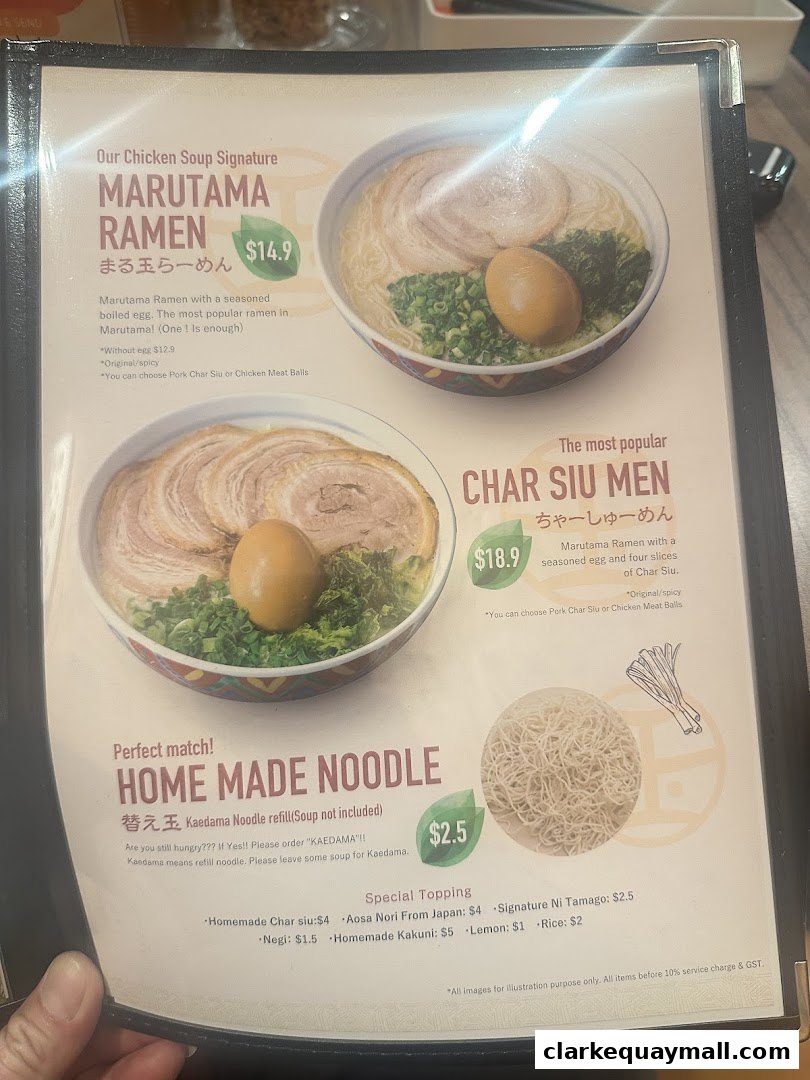 Our Chicken Soup Signature
MARUTAMA
RAMEN
$14.9
まる玉らーめん
Marutama Ramen with a seasoned
boiled egg. The most popular ramen in
Marutama! (One ! Is enough)
*Without egg $12.9
*Original/spicy
*You can choose Pork Char Siu or Chicken Meat Balls
The most popular
CHAR SIU MEN
ちゃーしゅーめん
$18.9
Marutama Ramen with a
seasoned egg and four slices
of Char Siu.
*Original/spicy
*You can choose Pork Char Siu or Chicken Meat Balls
Perfect match!
HOME MADE NOODLE
替え玉 Kaedama Noodle refill(Soup not included)
$2.5
Are you still hungry??? If Yes!! Please order "KAEDAMA"!!
Kaedama means refill noodle. Please leave some soup for Kaedama.
Special Topping
・Homemade Char siu:$4 ・Aosa Nori From Japan: $4 ・Signature Ni Tamago: $2.5
・Negi: $1.5 ・Homemade Kakuni: $5 ・Lemon: $1 ・Rice: $2
*All images for illustration purpose only. All items before 10% service charge & GST.
clarkequaymall.com